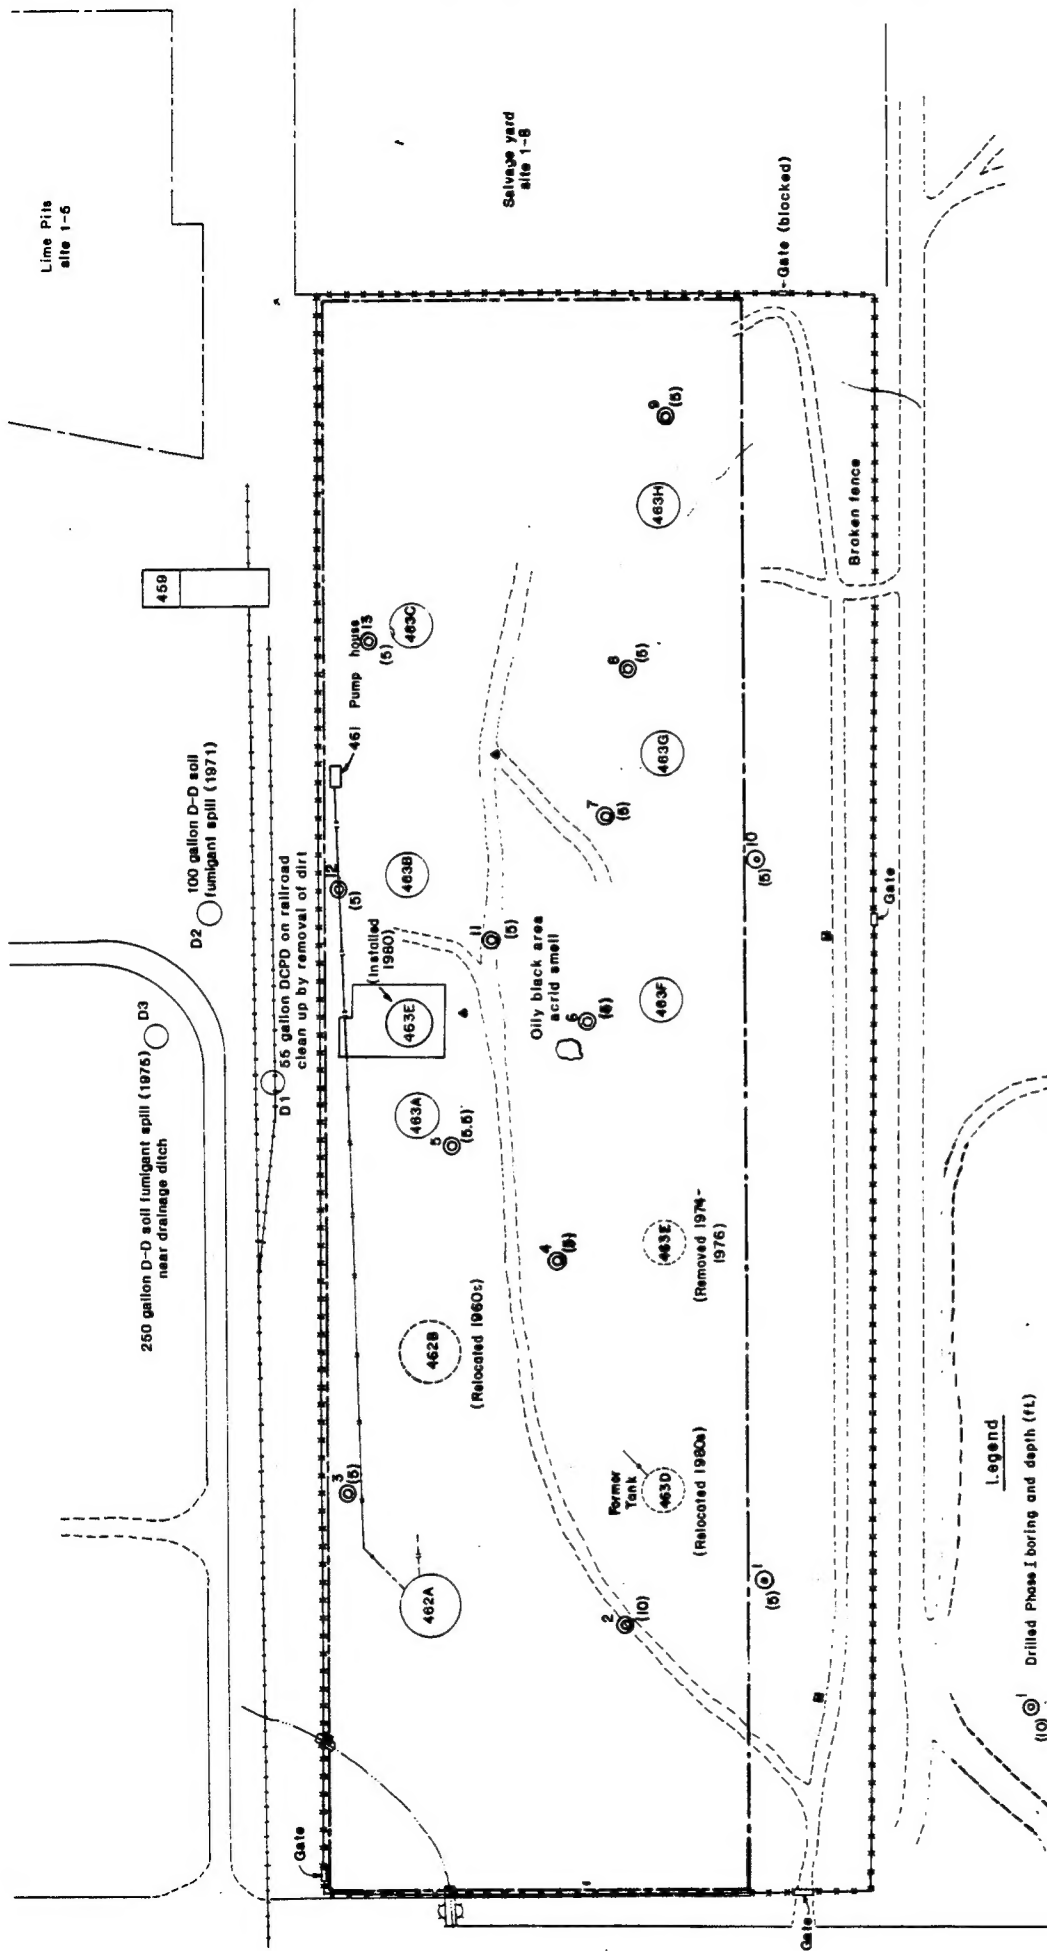 Lime Pits
site 1-5
Salvage yard
site 1-8
459
D2
100 gallon D-D soil
fumigant spill (1971)
250 gallon D-D soil fumigant spill (1975)
near drainage ditch
D3
D1
55 gallon DCPD on railroad
clean up by removal of dirt
Gate
Gate (blocked)
461 Pump house
13
(5)
463C
12
(5)
463B
(Installed
1980)
463E
463A
5
(5.5)
11
(5)
3
(5)
462B
(Relocated 1960s)
462A
4
(5)
Oily black area
acrid smell
6
(5)
7
(5)
8
(5)
9
(5)
463H
463G
463F
463E
(Removed 1974-
1976)
Former
Tank
463D
(Relocated 1980s)
2
(10)
1
(5)
10
(5)
Broken fence
Gate
Gate
Legend
1
(10)
Drilled Phase I boring and depth (ft.)